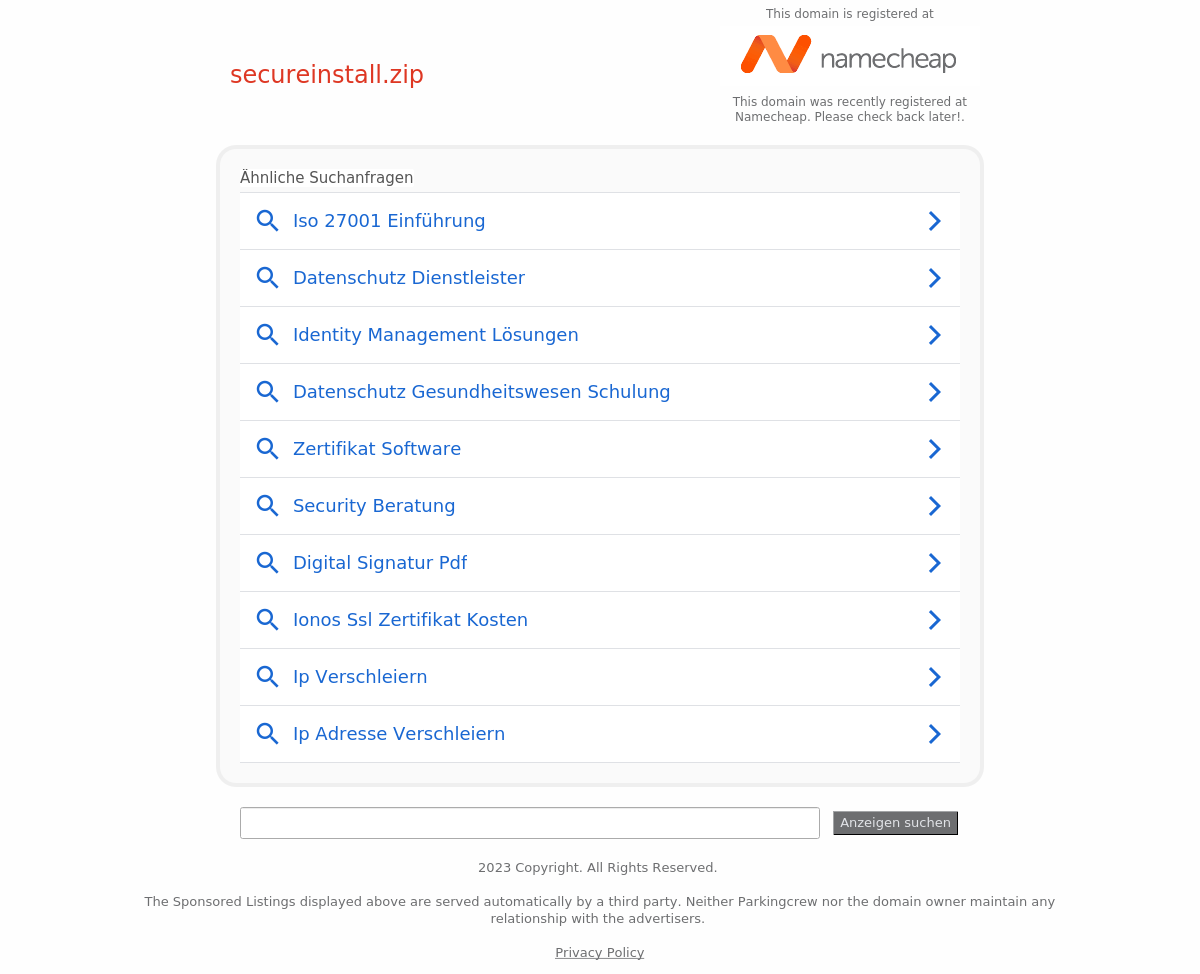 This domain is registered at
namecheap
secureinstall.zip
This domain was recently registered at
Namecheap. Please check back later!.
Ähnliche Suchanfragen
Iso 27001 Einführung
Datenschutz Dienstleister
Identity Management Lösungen
Datenschutz Gesundheitswesen Schulung
Zertifikat Software
Security Beratung
Digital Signatur Pdf
Ionos Ssl Zertifikat Kosten
Ip Verschleiern
Ip Adresse Verschleiern
Anzeigen suchen
2023 Copyright. All Rights Reserved.
The Sponsored Listings displayed above are served automatically by a third party. Neither Parkingcrew nor the domain owner maintain any
relationship with the advertisers.
Privacy Policy